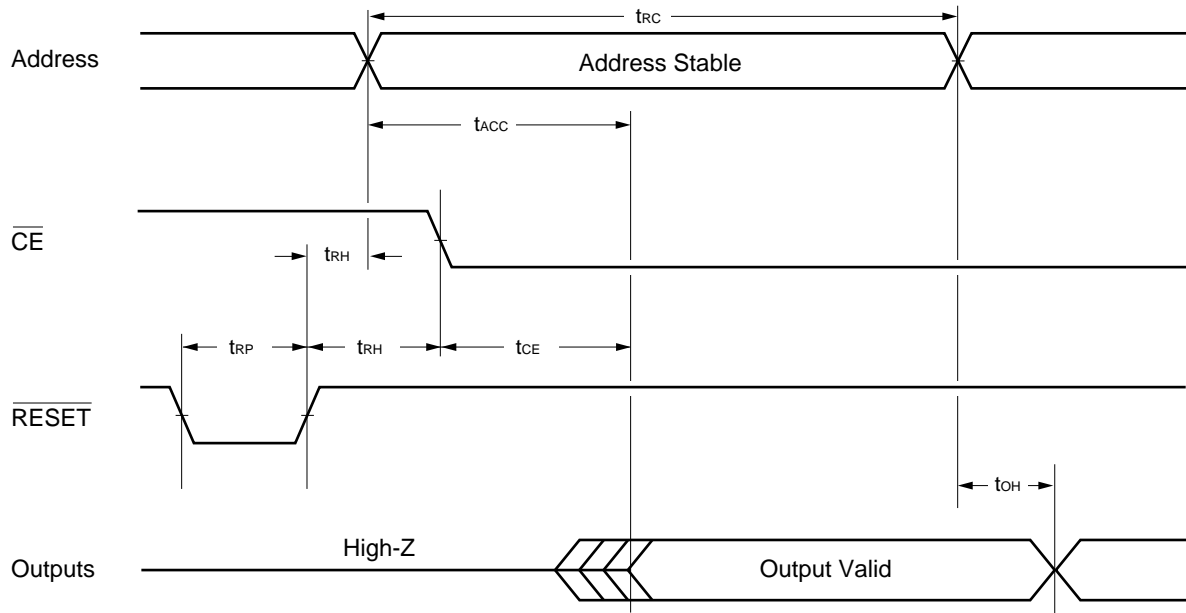 tRC
Address
Address Stable
tACC
CE
tRH
tRP
tRH
tCE
RESET
tOH
High-Z
Outputs
Output Valid